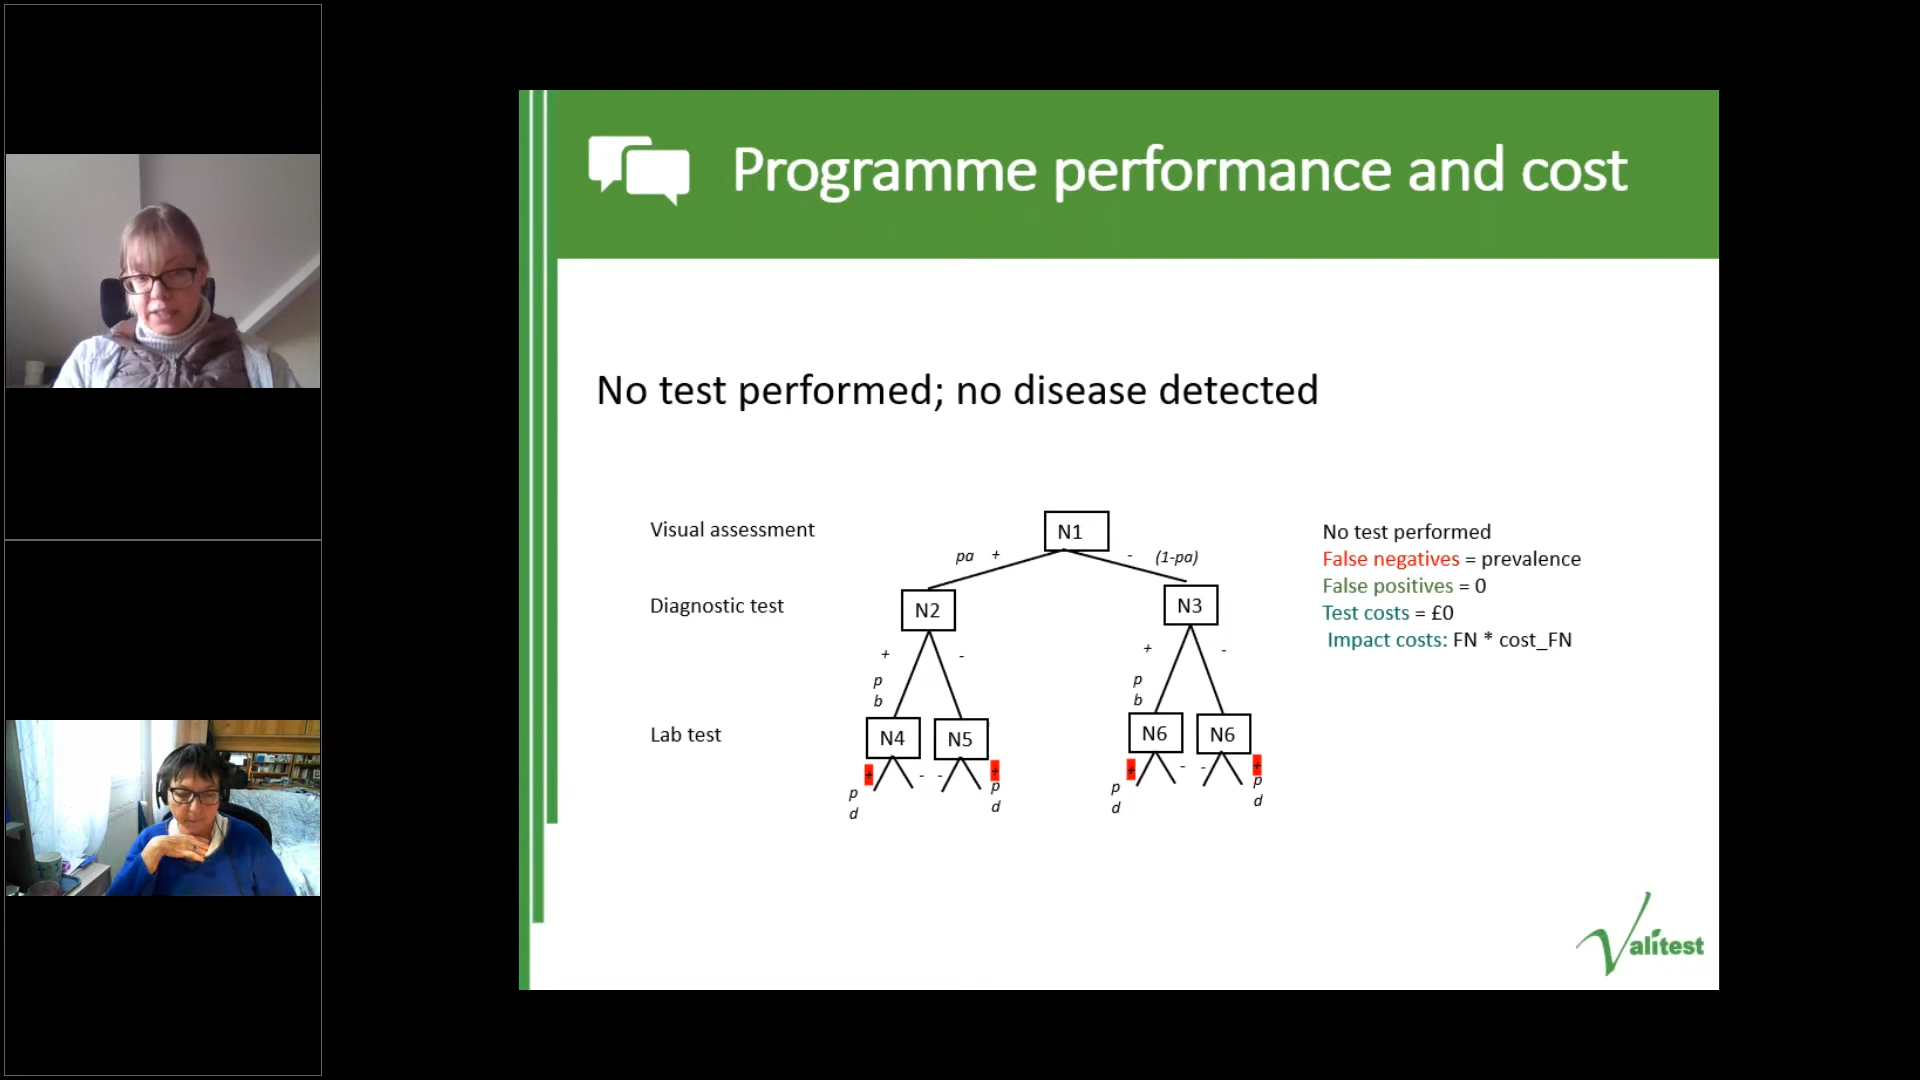 Programme performance and cost
No test performed; no disease detected
Visual assessment
N1
pa + - (1-pa)
Diagnostic test
N2
N3
+ - + -
p
b
p
b
Lab test
N4
N5
N6
N6
+ - - + + - - +
p
d
p
d
p
d
p
d
No test performed
False negatives = prevalence
False positives = 0
Test costs = £0
Impact costs: FN * cost_FN
Valitest